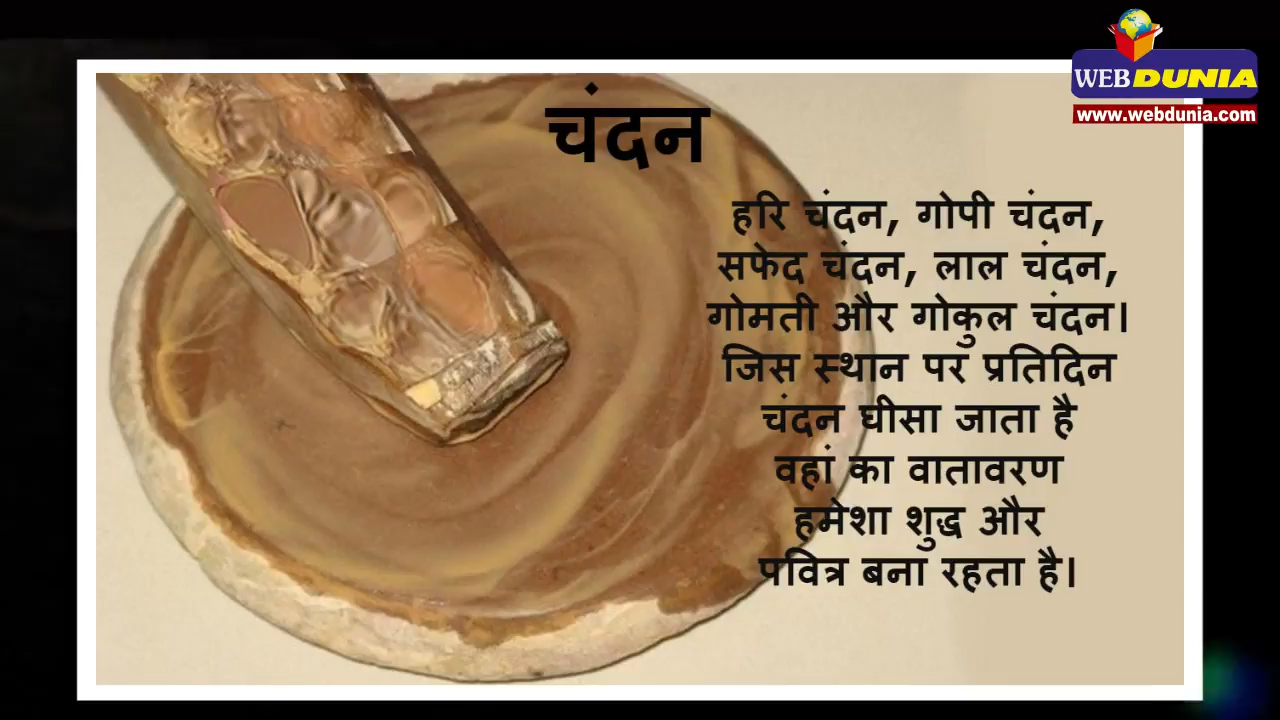 WEBDUNIA
www.webdunia.com
चंदन
हरि चंदन, गोपी चंदन,
सफेद चंदन, लाल चंदन,
गोमती और गोकुल चंदन।
जिस स्थान पर प्रतिदिन
चंदन घीसा जाता है
वहां का वातावरण
हमेशा शुद्ध और
पवित्र बना रहता है।